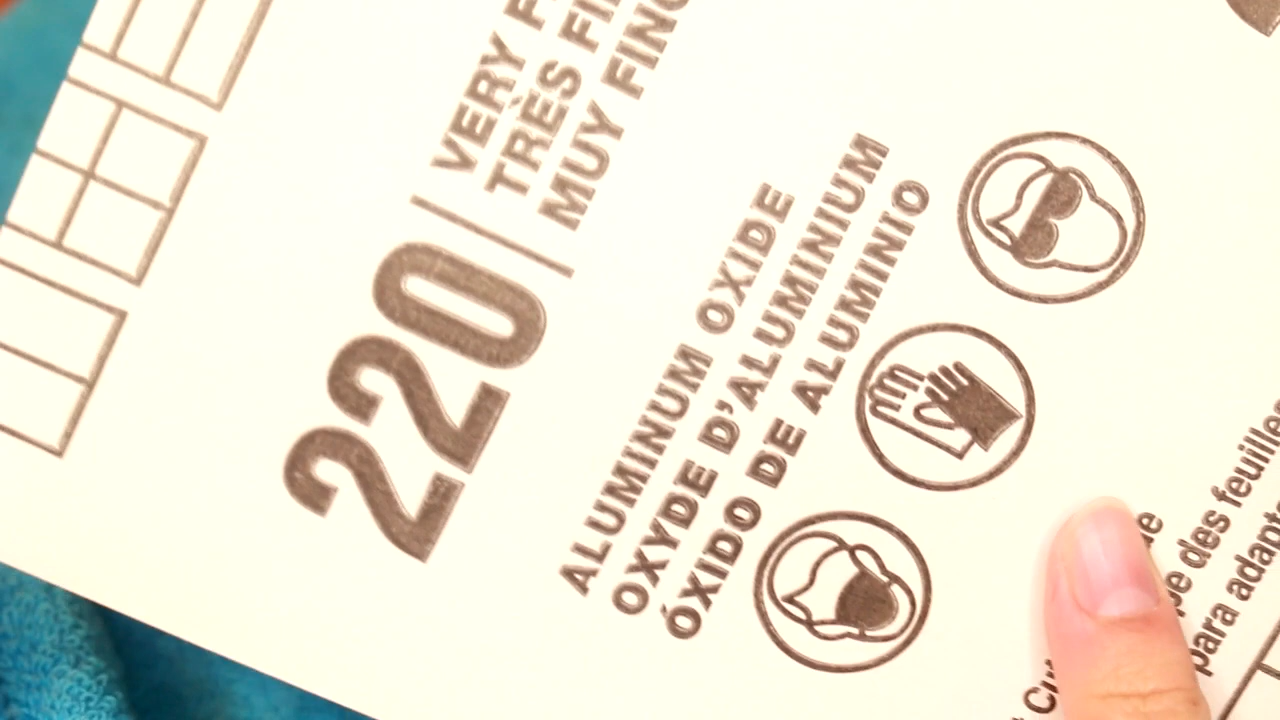 220
VERY
TRÈS
MUY
ALUMINUM OXIDE
OXYDE D'ALUMINIUM
ÓXIDO DE ALUMINIO
des feuilles
para